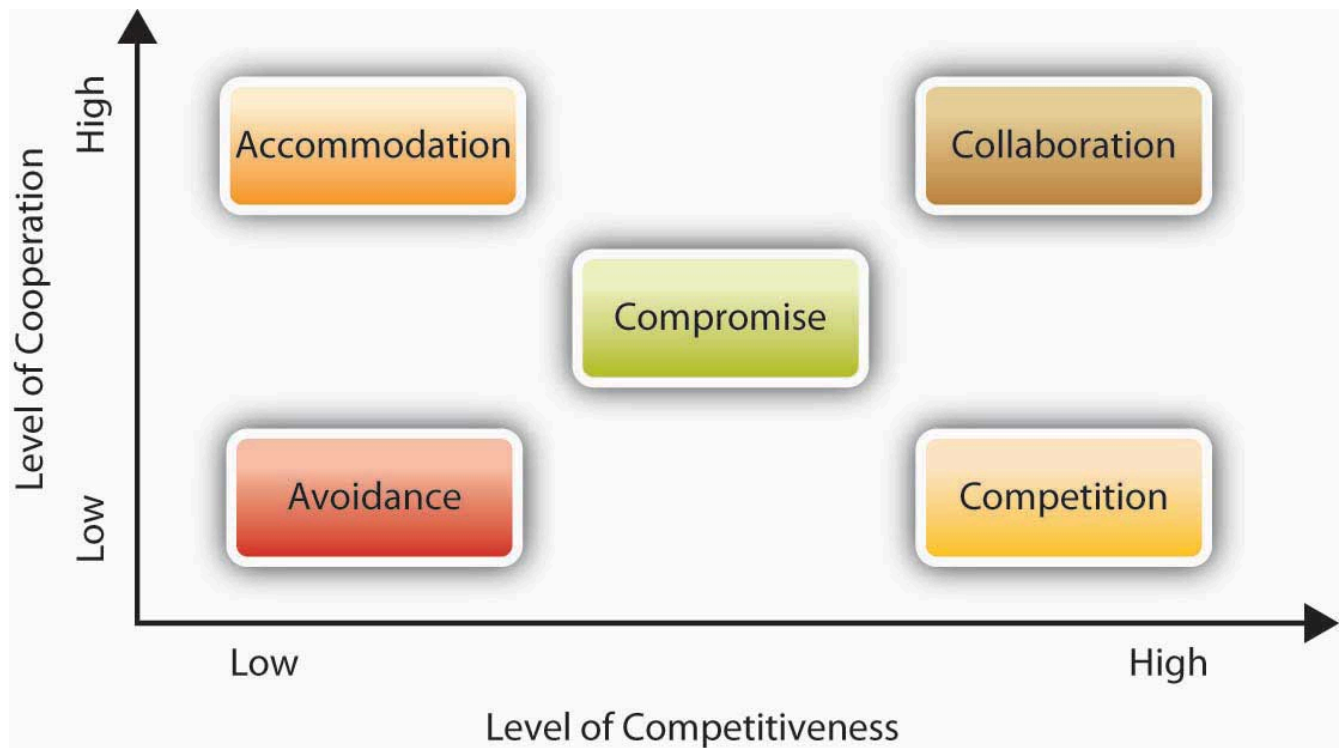 High
Accommodation
Collaboration
Level of Cooperation
Compromise
Avoidance
Competition
Low
Low
High
Level of Competitiveness